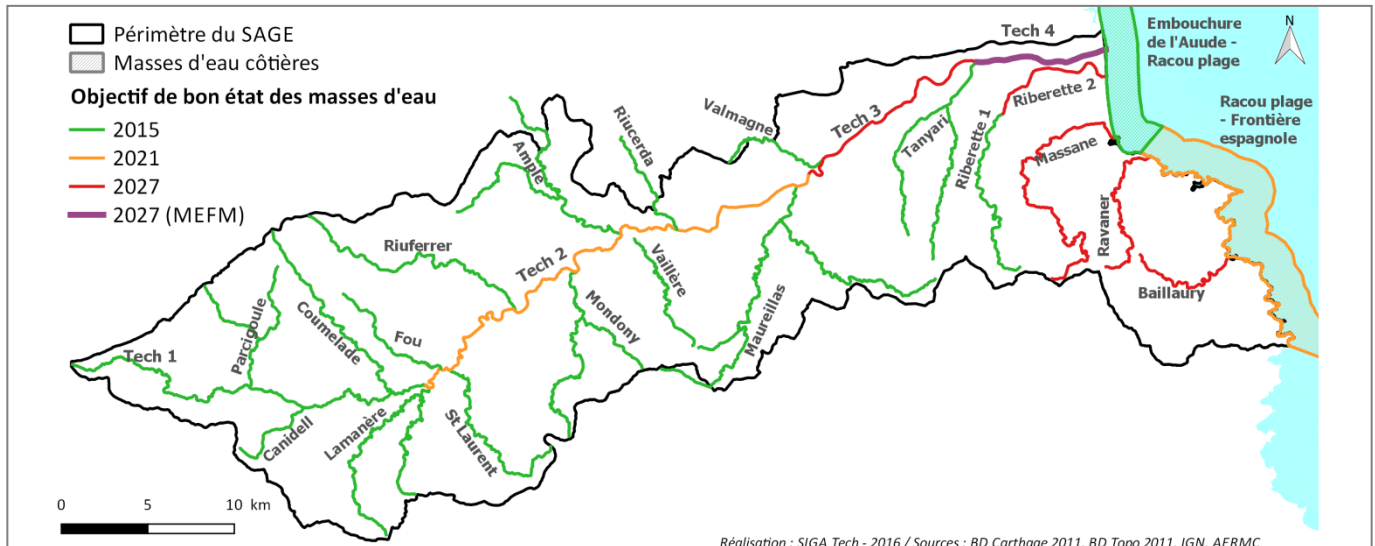 Périmètre du SAGE
Masses d'eau côtières
Objectif de bon état des masses d'eau
2015
2021
2027
2027 (MEFM)
Tech 4
Embouchure
de l'Auude -
Racou plage
N
Racou plage
- Frontière
espagnole
Valmagne
Riucerda
Ample
Tech 3
Tanyari
Riberette 1
Riberette 2
Massane
Ravaner
Baillaury
Riuferrer
Tech 2
Vaillère
Mondony
Maureillas
Parcigoule
Coumelade
Fou
Tech 1
Canidell
Lamanère
St Laurent
0 5 10 km
Réalisation : SIGA Tech - 2016 / Sources : BD Carthage 2011, BD Topo 2011, IGN, AERMC